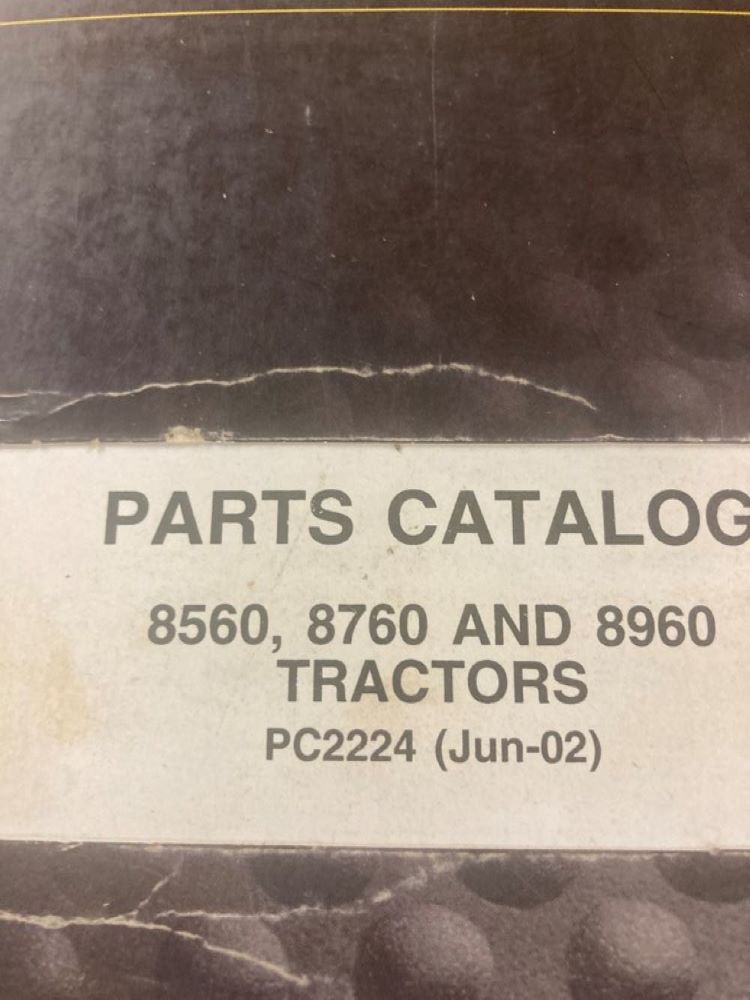 PARTS CATALOG
8560, 8760 AND 8960
TRACTORS
PC2224 (Jun-02)